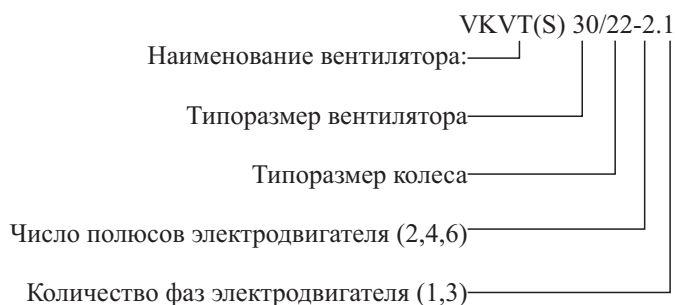 VKVT(S) 30/22-2.1
Наименование вентилятора:
Типоразмер вентилятора
Типоразмер колеса
Число полюсов электродвигателя (2,4,6)
Количество фаз электродвигателя (1,3)